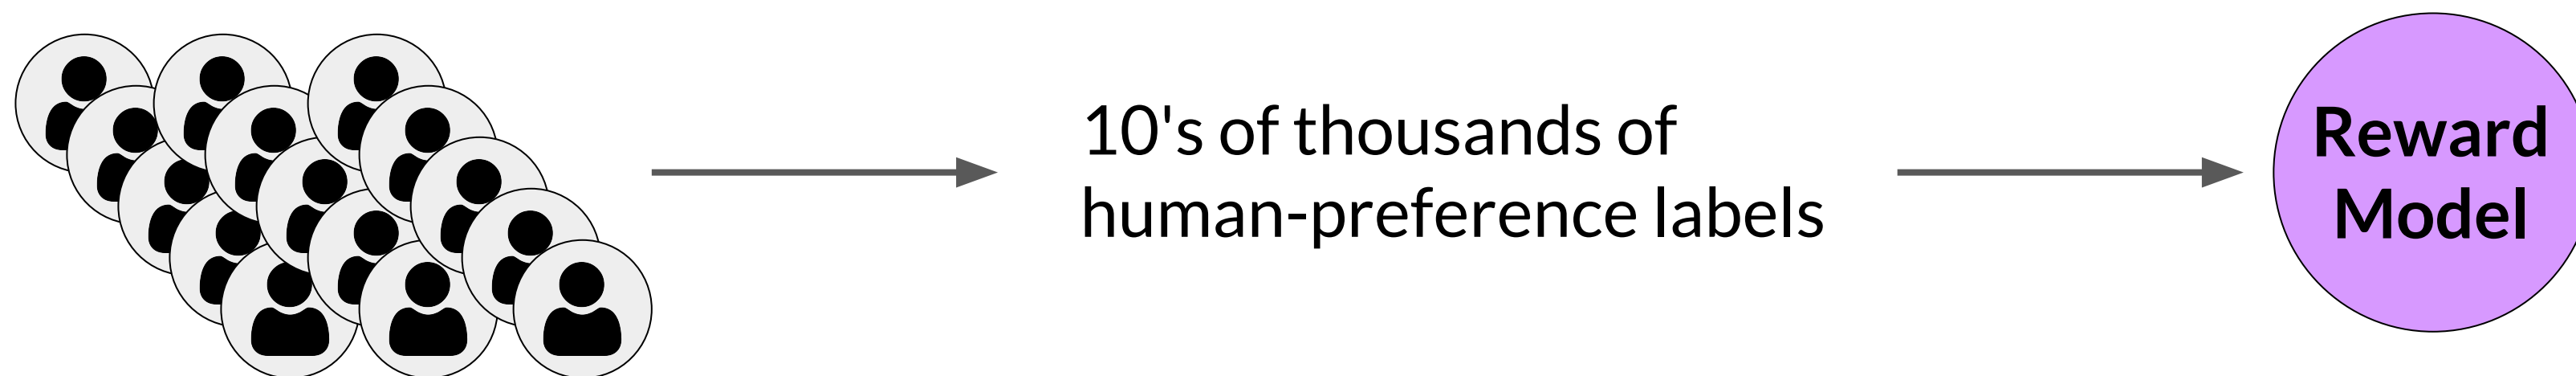 10's of thousands of
human-preference labels
Reward
Model